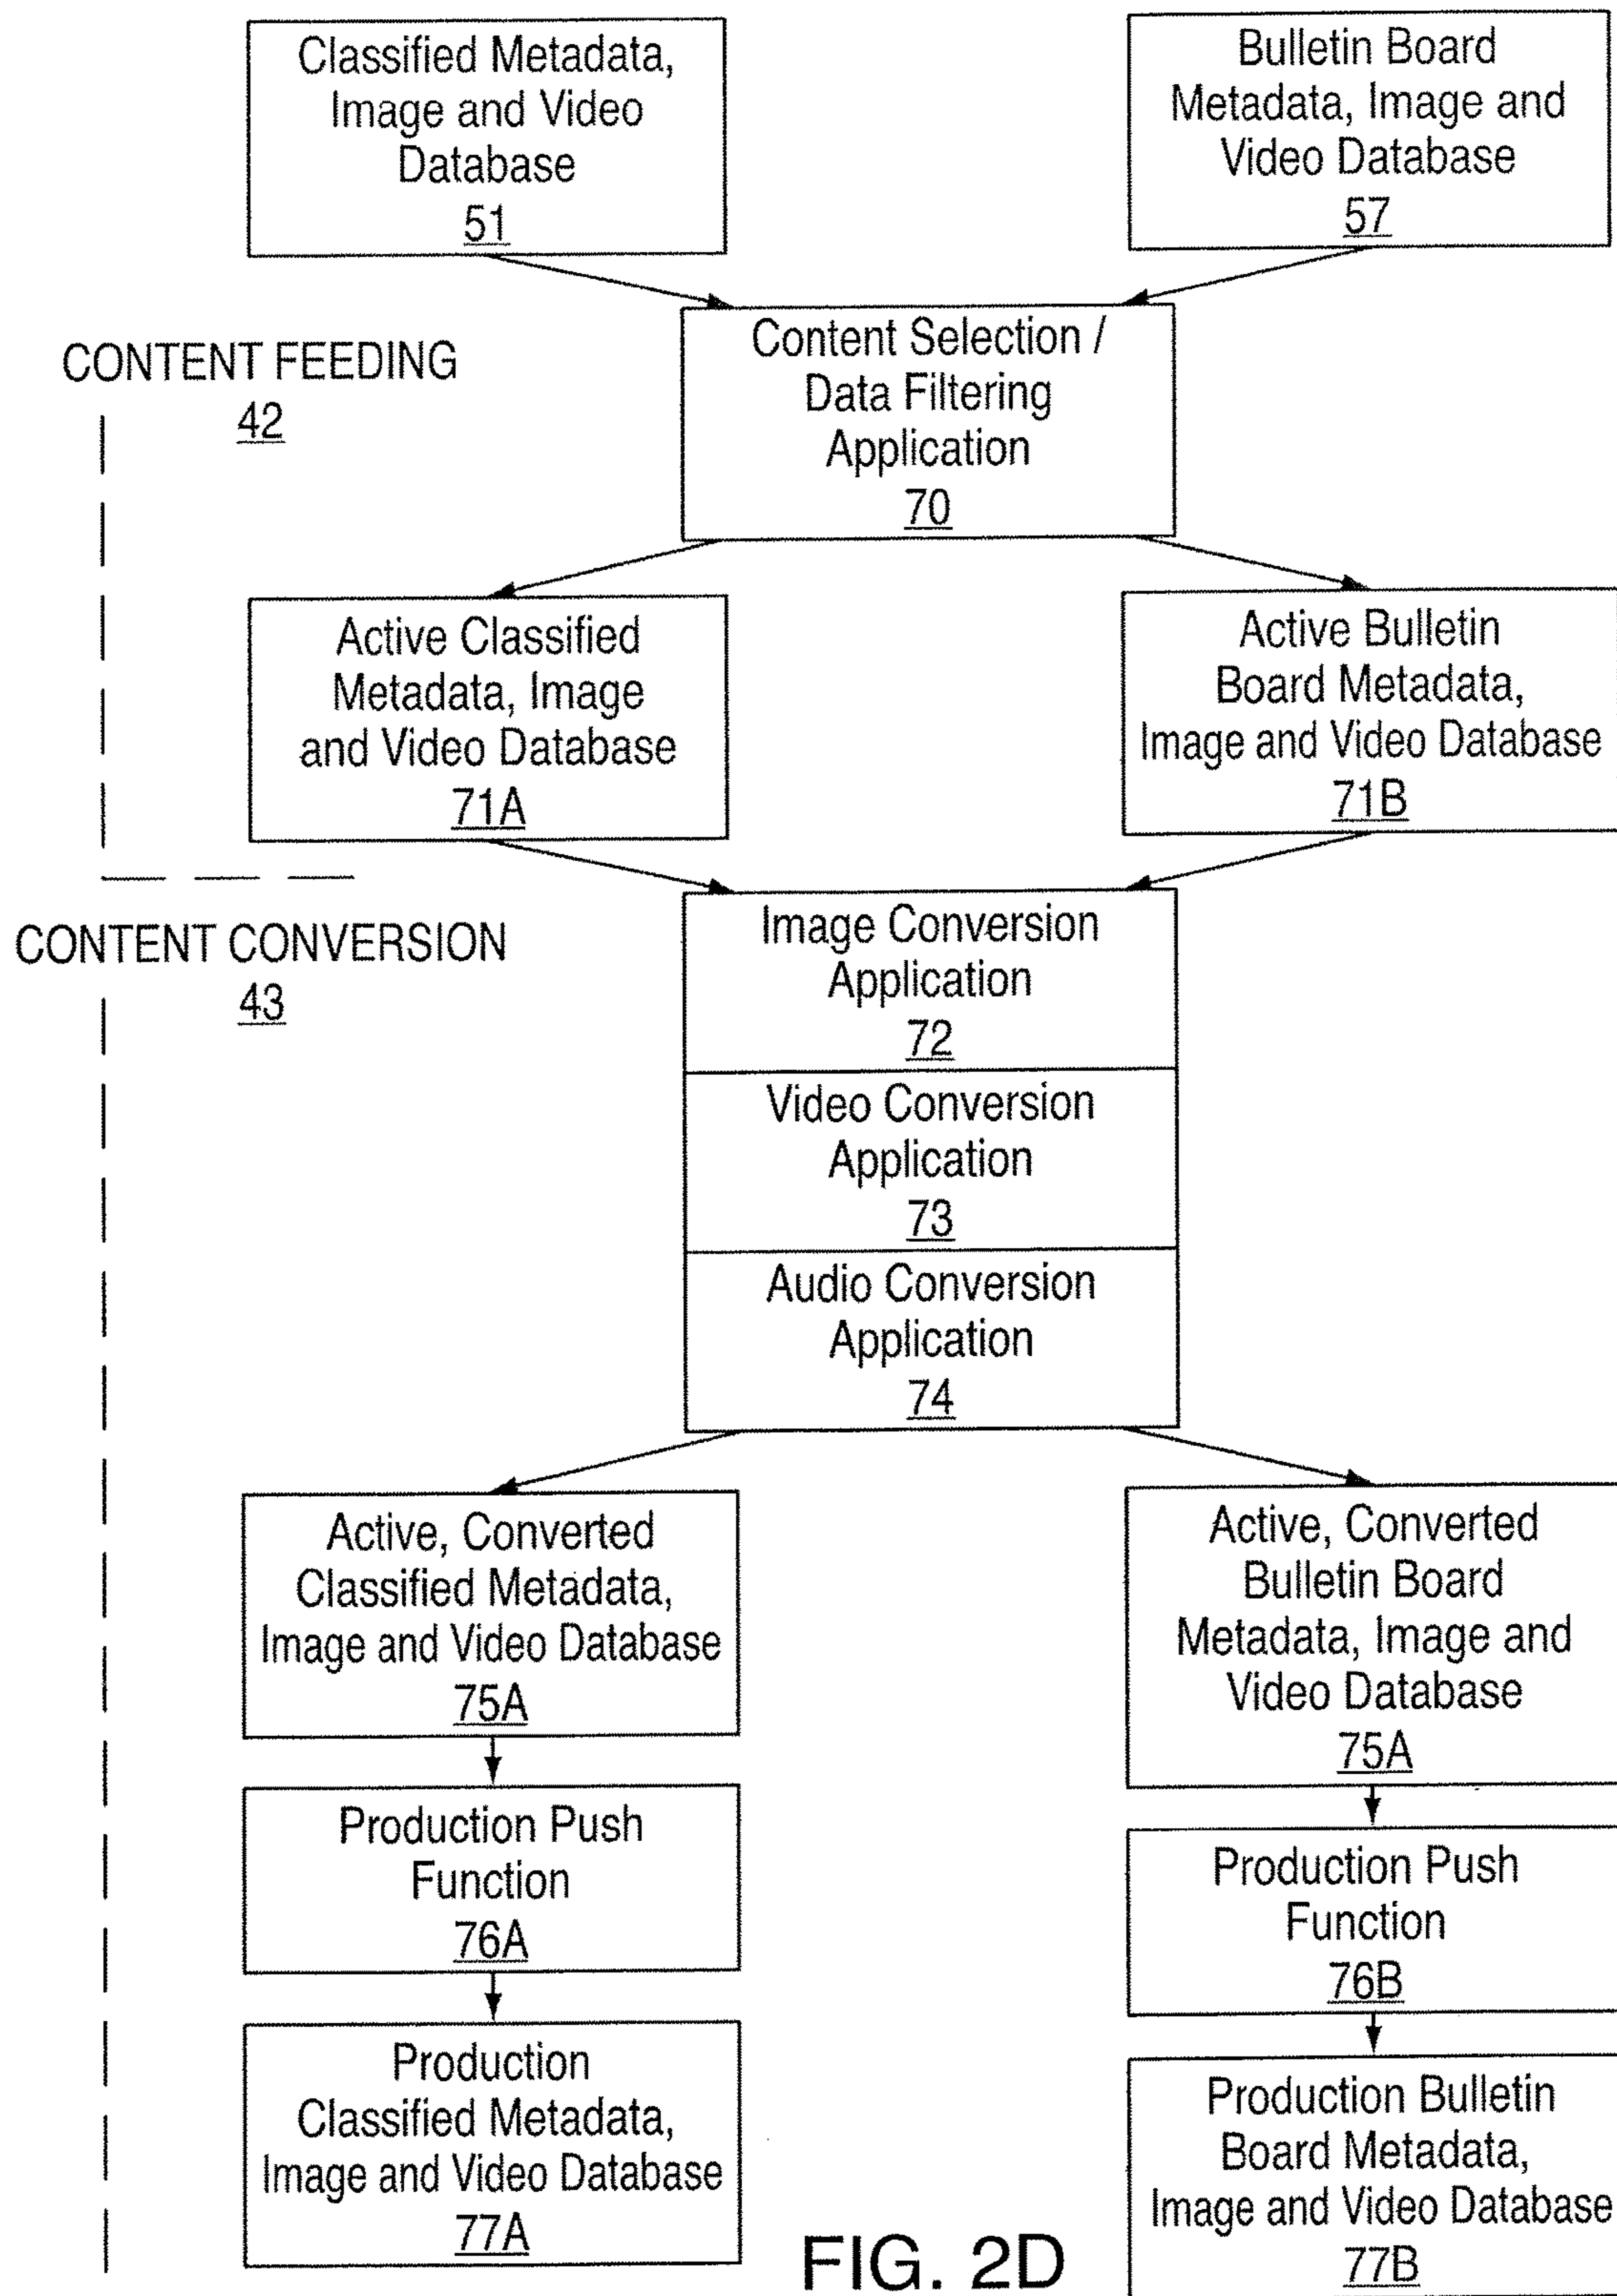 Classified Metadata,
Image and Video
Database
51
Bulletin Board
Metadata, Image and
Video Database
57
CONTENT FEEDING
42
Content Selection /
Data Filtering
Application
70
Active Classified
Metadata, Image
and Video Database
71A
Active Bulletin
Board Metadata,
Image and Video Database
71B
CONTENT CONVERSION
43
Image Conversion
Application
72
Video Conversion
Application
73
Audio Conversion
Application
74
Active, Converted
Classified Metadata,
Image and Video Database
75A
Active, Converted
Bulletin Board
Metadata, Image and
Video Database
75A
Production Push
Function
76A
Production Push
Function
76B
Production
Classified Metadata,
Image and Video Database
77A
Production Bulletin
Board Metadata,
Image and Video Database
77B
FIG. 2D